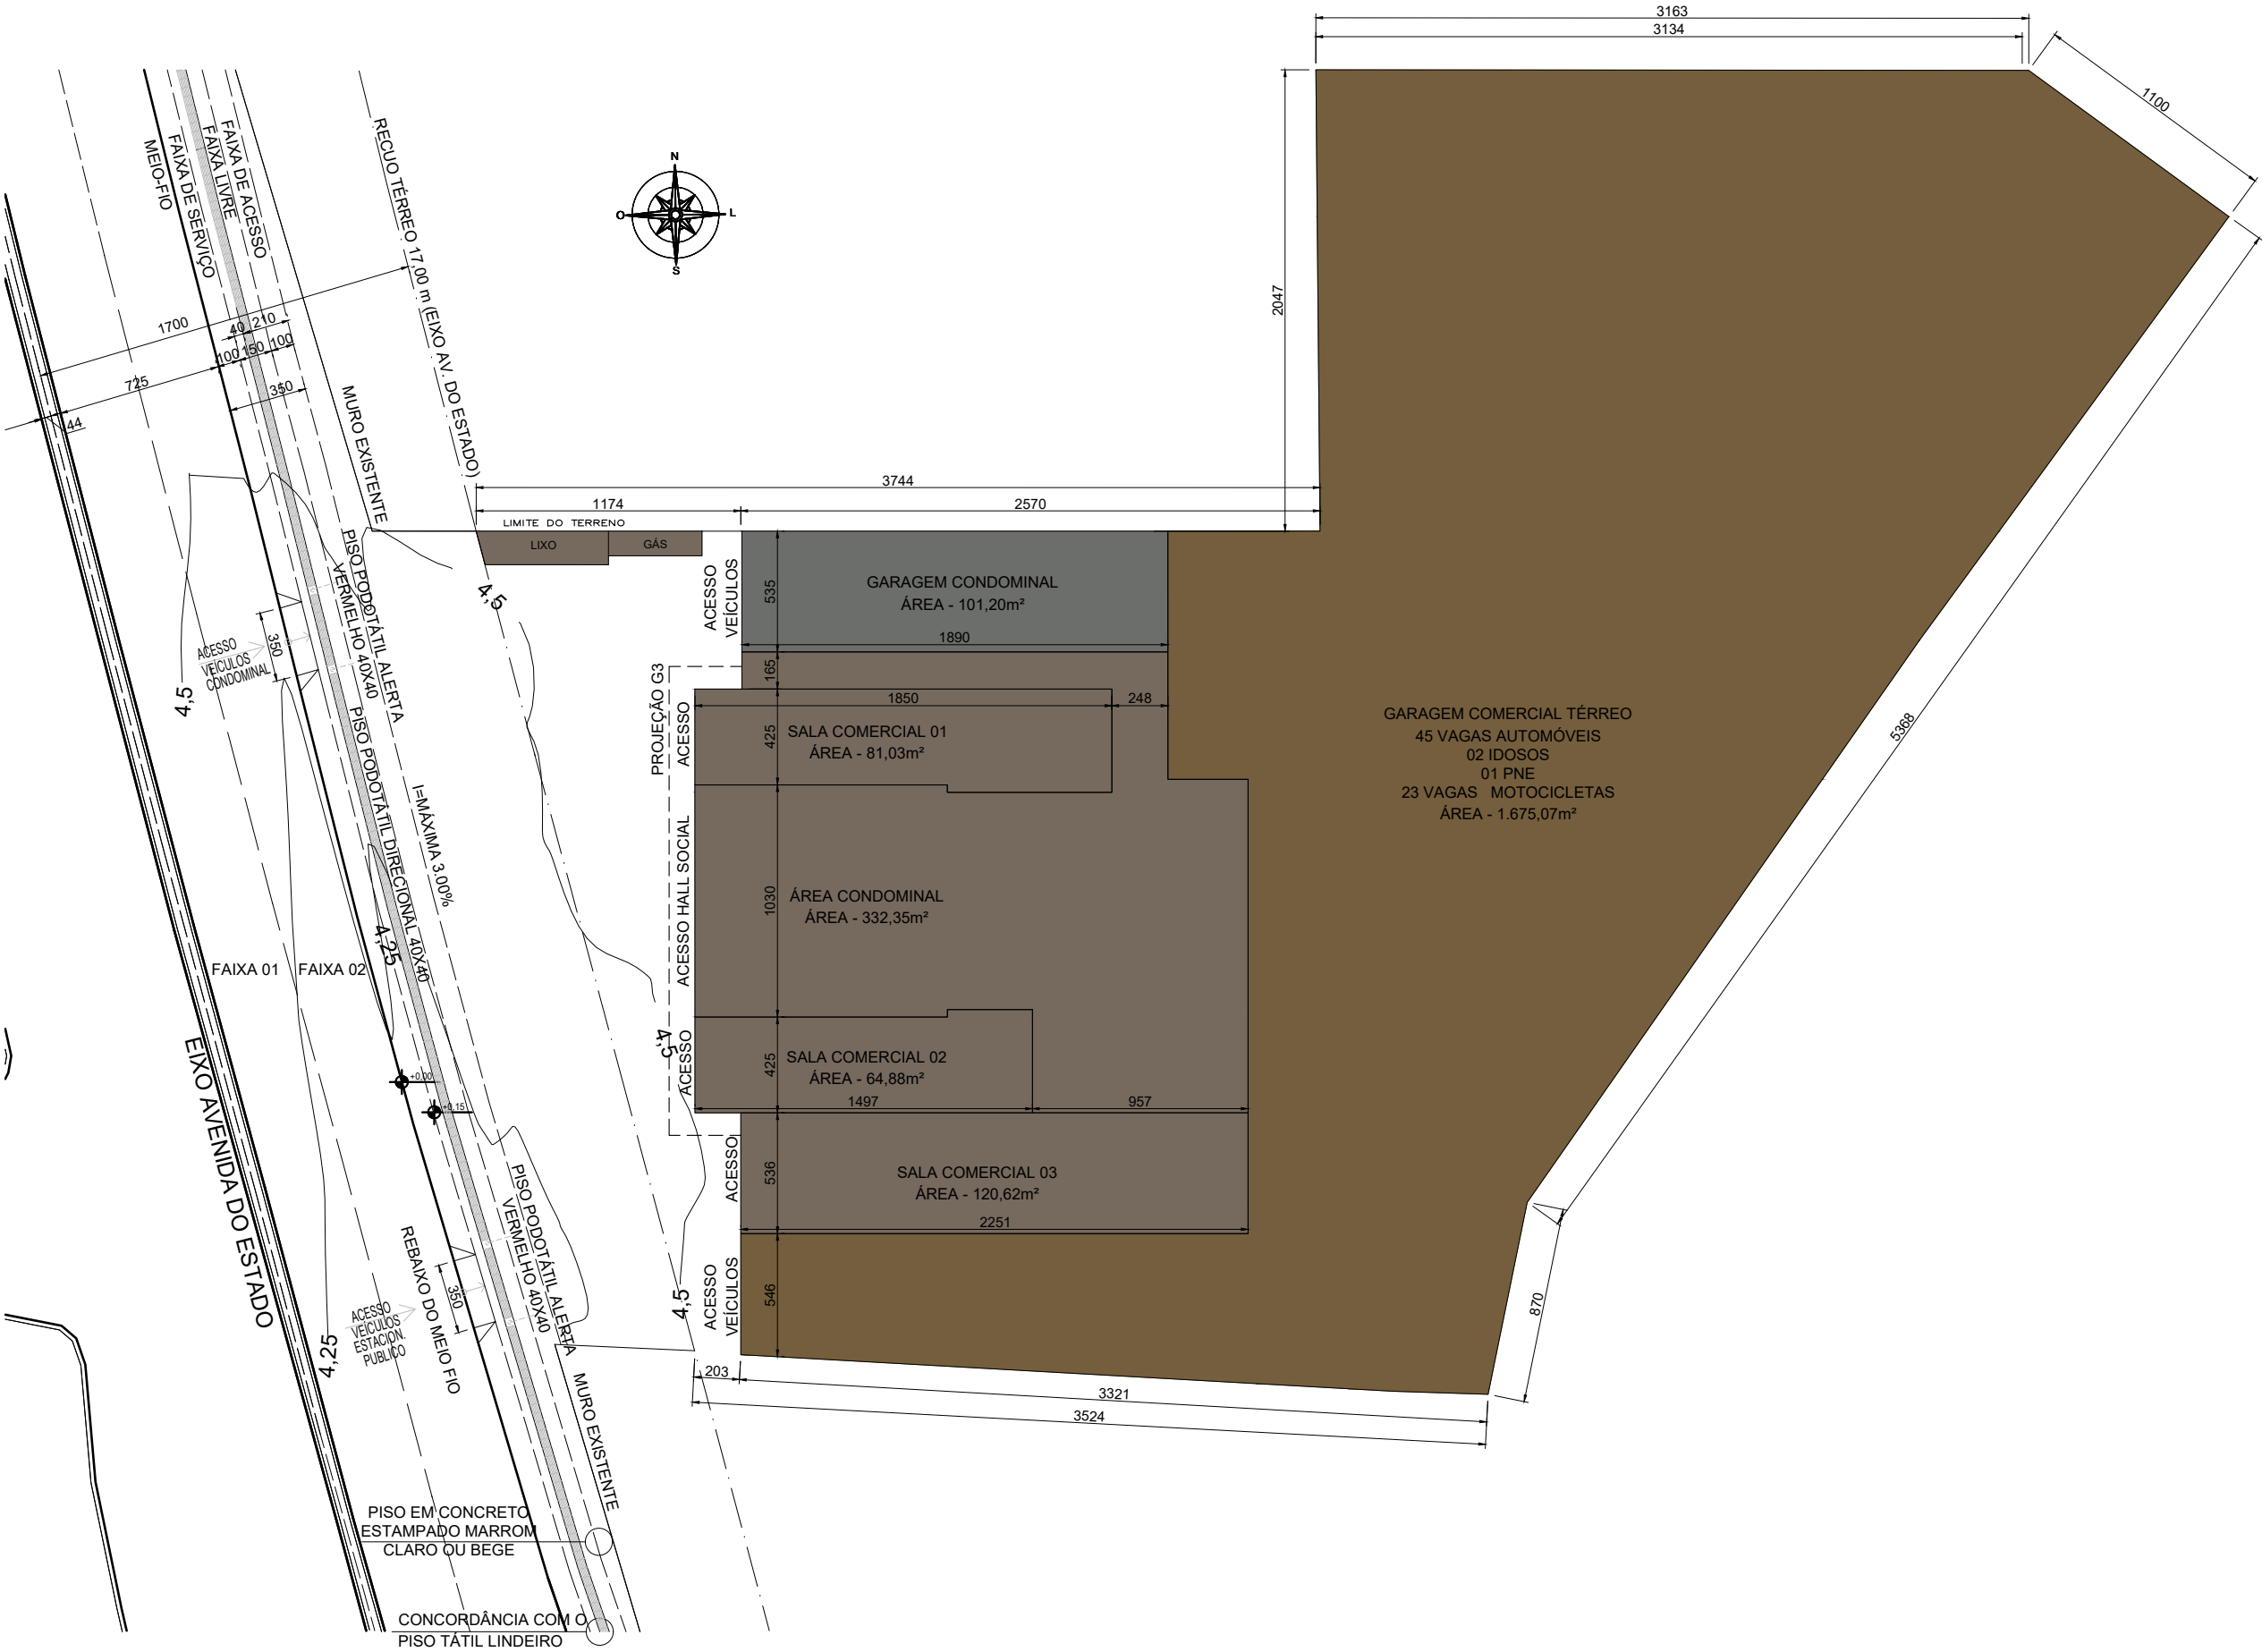 3163
3134
1100
2047
5368
870
N
O
L
S
MEIO-FIO
FAIXA DE SERVIÇO
FAIXA LIVRE
FAIXA DE ACESSO
RECUO TÉRREO 17,00 m (EIXO AV. DO ESTADO)
1700
40
210
100
150
100
725
350
44
MURO EXISTENTE
3744
1174
2570
LIMITE DO TERRENO
LIXO
GÁS
ACESSO
VEÍCULOS
535
GARAGEM CONDOMINAL
ÁREA - 101,20m²
1890
165
PISO PODOTÁTIL ALERTA
VERMELHO 40X40
4,5
ACESSO
VEÍCULOS
CONDOMINAL
350
4,5
PROJEÇÃO G3
ACESSO
1850
248
425
SALA COMERCIAL 01
ÁREA - 81,03m²
GARAGEM COMERCIAL TÉRREO
45 VAGAS AUTOMÓVEIS
02 IDOSOS
01 PNE
23 VAGAS MOTOCICLETAS
ÁREA - 1.675,07m²
PISO PODOTÁTIL DIRECIONAL 40X40
I=MÁXIMA 3.00%
ACESSO HALL SOCIAL
1030
ÁREA CONDOMINAL
ÁREA - 332,35m²
4,25
FAIXA 01
FAIXA 02
4,5
ACESSO
425
SALA COMERCIAL 02
ÁREA - 64,88m²
1497
957
+0,00
+0,15
EIXO AVENIDA DO ESTADO
ACESSO
536
SALA COMERCIAL 03
ÁREA - 120,62m²
2251
PISO PODOTÁTIL ALERTA
VERMELHO 40X40
REBAIXO DO MEIO FIO
350
ACESSO
VEÍCULOS
ESTACION.
PUBLICO
4,25
4,5
ACESSO
VEÍCULOS
546
203
3321
3524
MURO EXISTENTE
PISO EM CONCRETO
ESTAMPADO MARROM
CLARO OU BEGE
CONCORDÂNCIA COM O
PISO TÁTIL LINDEIRO